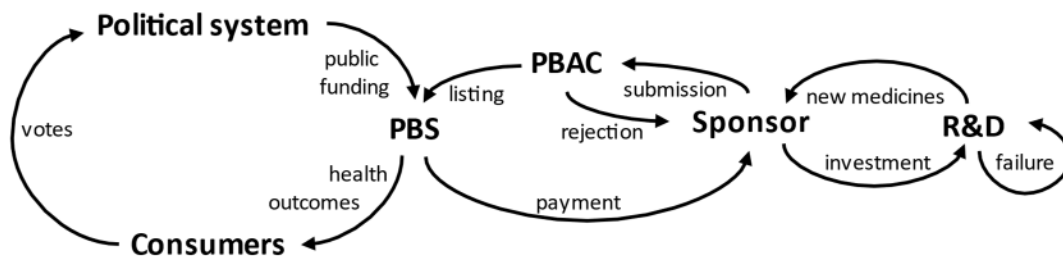 Political system
public
funding
votes
PBAC
listing
submission
rejection
new medicines
PBS
Sponsor
R&D
health
outcomes
payment
investment
failure
Consumers